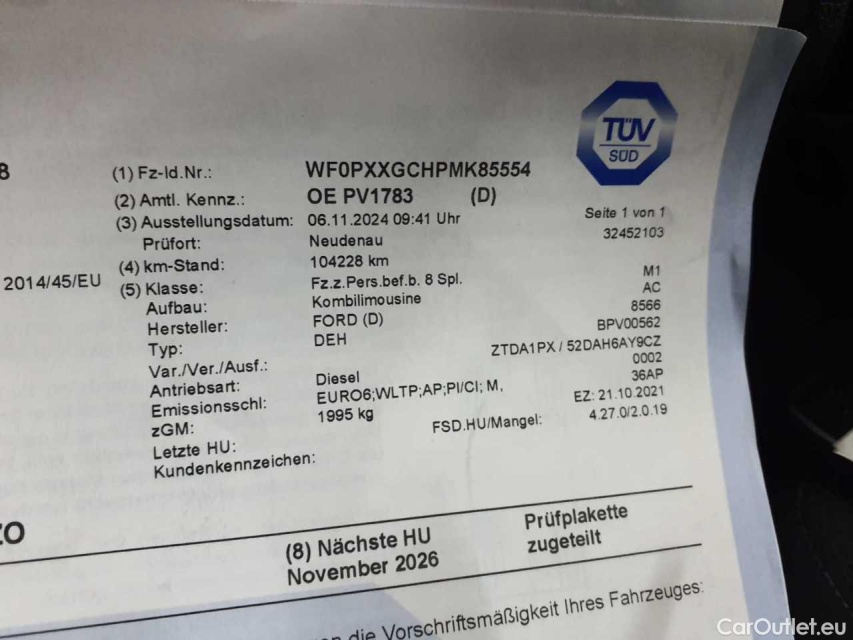 TÜV
SÜD
8
(1) Fz-Id.Nr.: WF0PXXGCHPMK85554
(2) Amtl. Kennz.: OE PV1783 (D)
(3) Ausstellungsdatum: 06.11.2024 09:41 Uhr Seite 1 von 1
Prüfort: Neudenau 32452103
(4) km-Stand: 104228 km
2014/45/EU (5) Klasse: Fz.z.Pers.bef.b. 8 Spl. M1
Aufbau: Kombilimousine AC
Hersteller: FORD (D) 8566
Typ: DEH BPV00562
Var./Ver./Ausf.: ZTDA1PX / 52DAH6AY9CZ
Antriebsart: Diesel 0002
Emissionsschl: EURO6;WLTP;AP;PI/CI; M, 36AP
zGM: 1995 kg EZ: 21.10.2021
Letzte HU: FSD.HU/Mangel: 4.27.0/2.0.19
Kundenkennzeichen:
ZO
(8) Nächste HU Prüfplakette
November 2026 zugeteilt
die Vorschriftsmäßigkeit Ihres Fahrzeuges:
CarOutlet.eu